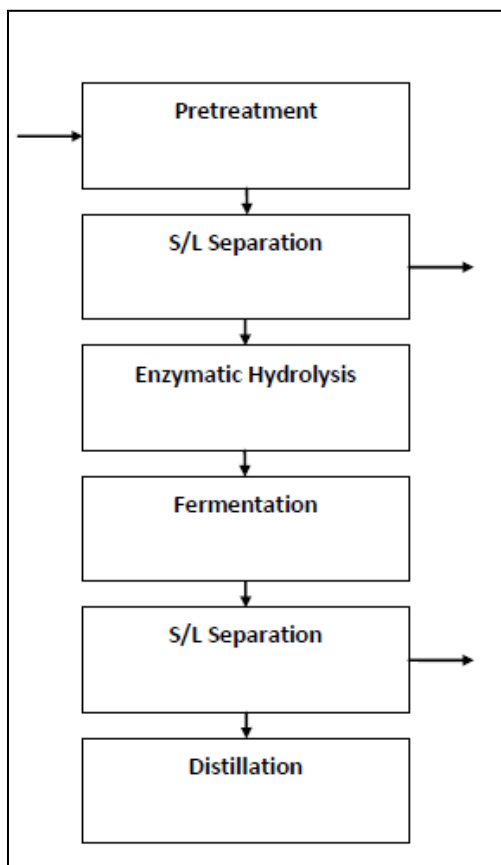 Pretreatment
S/L Separation
Enzymatic Hydrolysis
Fermentation
S/L Separation
Distillation